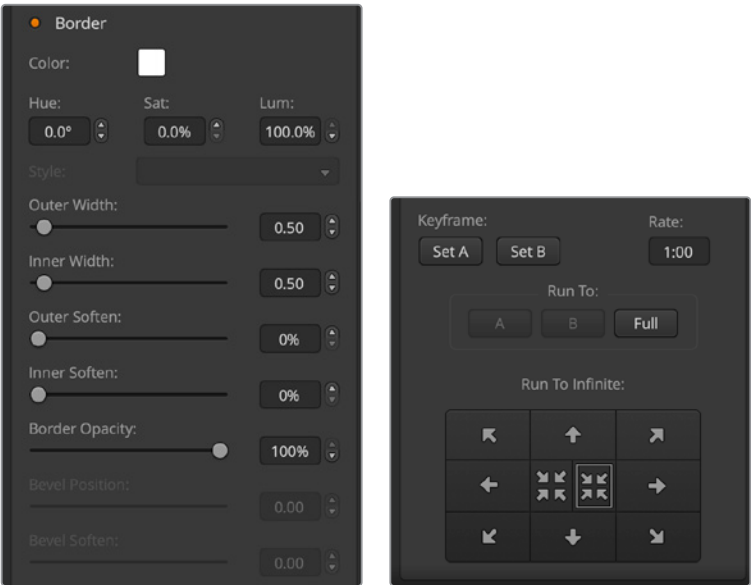 Border
Color:
Hue: Sat: Lum:
0.0° 0.0% 100.0%
Style:
Outer Width:
0.50
Inner Width:
0.50
Outer Soften:
0%
Inner Soften:
0%
Border Opacity:
100%
Bevel Position:
0.00
Bevel Soften:
0.00
Keyframe: Rate:
Set A Set B 1:00
Run To:
A B Full
Run To Infinite: